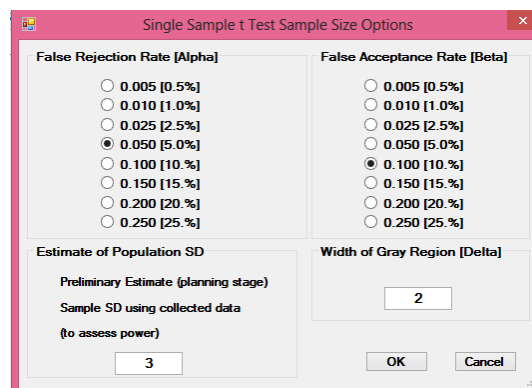 Single Sample t Test Sample Size Options
x
False Rejection Rate [Alpha]
0.005 [0.5%]
0.010 [1.0%]
0.025 [2.5%]
0.050 [5.0%]
0.100 [10.%]
0.150 [15.%]
0.200 [20.%]
0.250 [25.%]
False Acceptance Rate [Beta]
0.005 [0.5%]
0.010 [1.0%]
0.025 [2.5%]
0.050 [5.0%]
0.100 [10.%]
0.150 [15.%]
0.200 [20.%]
0.250 [25.%]
Estimate of Population SD
Preliminary Estimate (planning stage)
Sample SD using collected data
(to assess power)
3
Width of Gray Region [Delta]
2
OK
Cancel